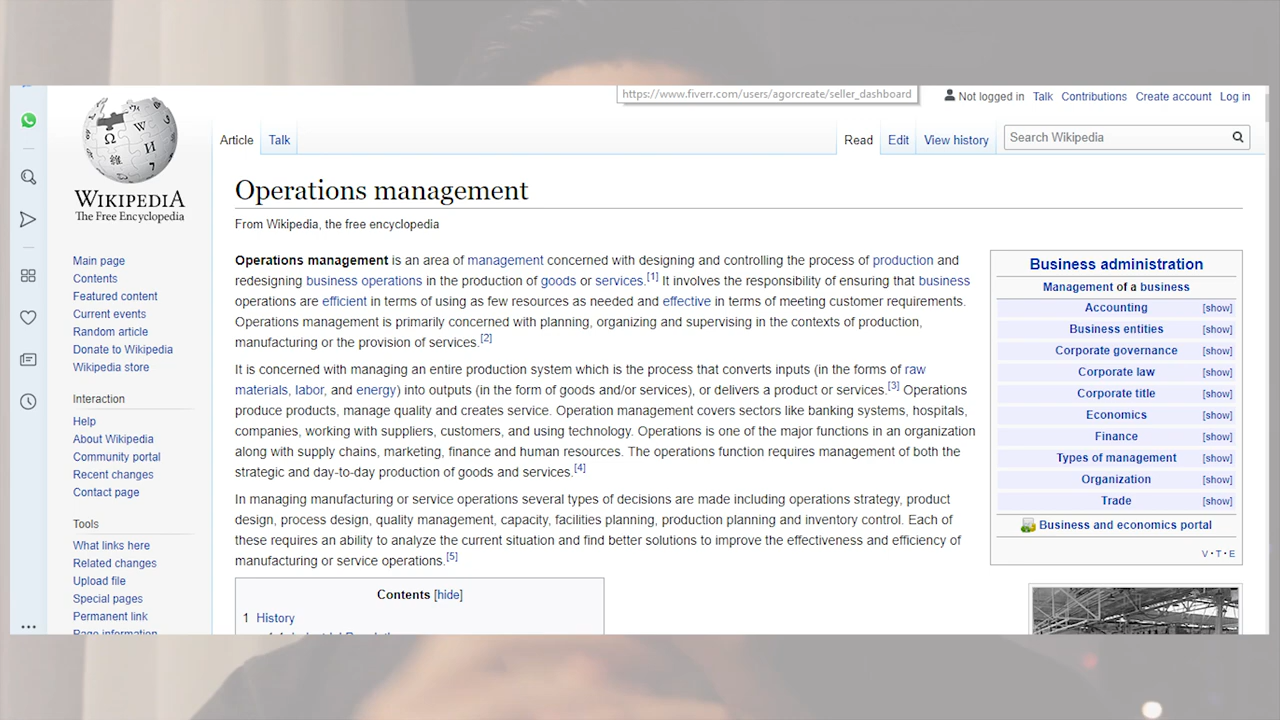 https://www.fiverr.com/users/agorcreate/seller_dashboard
Not logged in Talk Contributions Create account Log in
Article Talk
Read Edit View history Search Wikipedia
WIKIPEDIA
The Free Encyclopedia
Main page
Contents
Featured content
Current events
Random article
Donate to Wikipedia
Wikipedia store
Interaction
Help
About Wikipedia
Community portal
Recent changes
Contact page
Tools
What links here
Related changes
Upload file
Special pages
Permanent link
Page information
Operations management
From Wikipedia, the free encyclopedia
Operations management is an area of management concerned with designing and controlling the process of production and
redesigning business operations in the production of goods or services.[1] It involves the responsibility of ensuring that business
operations are efficient in terms of using as few resources as needed and effective in terms of meeting customer requirements.
Operations management is primarily concerned with planning, organizing and supervising in the contexts of production,
manufacturing or the provision of services.[2]
It is concerned with managing an entire production system which is the process that converts inputs (in the forms of raw
materials, labor, and energy) into outputs (in the form of goods and/or services), or delivers a product or services.[3] Operations
produce products, manage quality and creates service. Operation management covers sectors like banking systems, hospitals,
companies, working with suppliers, customers, and using technology. Operations is one of the major functions in an organization
along with supply chains, marketing, finance and human resources. The operations function requires management of both the
strategic and day-to-day production of goods and services.[4]
In managing manufacturing or service operations several types of decisions are made including operations strategy, product
design, process design, quality management, capacity, facilities planning, production planning and inventory control. Each of
these requires an ability to analyze the current situation and find better solutions to improve the effectiveness and efficiency of
manufacturing or service operations.[5]
Contents [hide]
1 History
Business administration
Management of a business
Accounting [show]
Business entities [show]
Corporate governance [show]
Corporate law [show]
Corporate title [show]
Economics [show]
Finance [show]
Types of management [show]
Organization [show]
Trade [show]
Business and economics portal
V · T · E